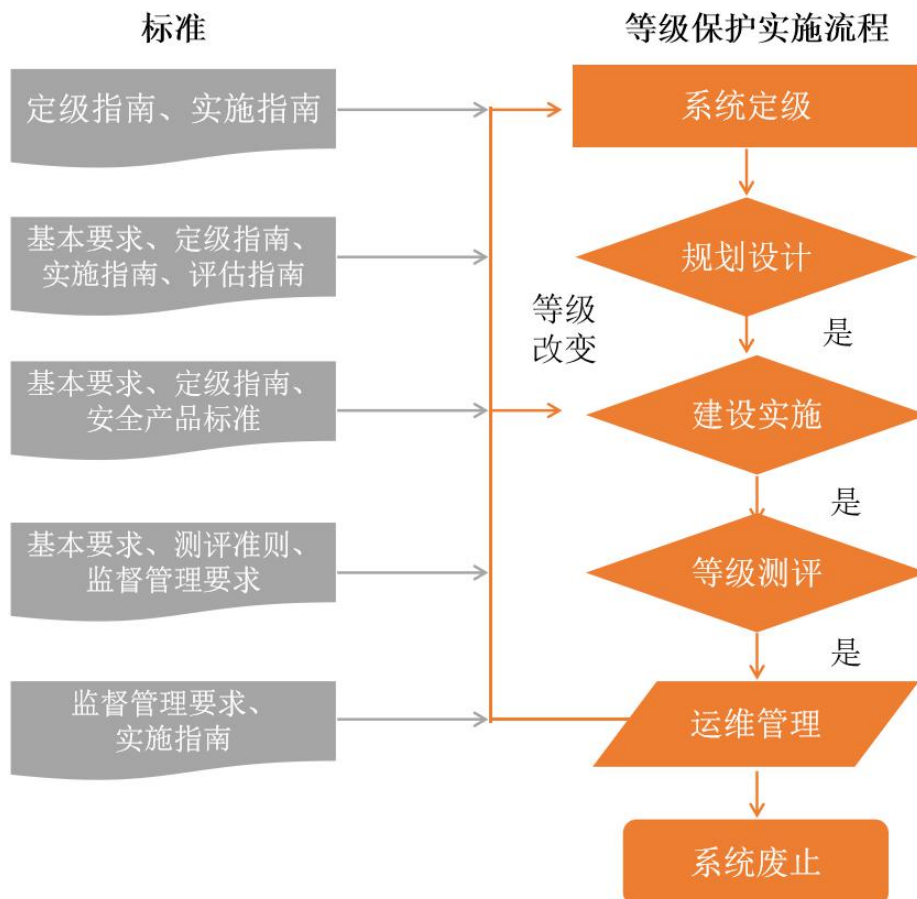 标准
等级保护实施流程
定级指南、实施指南
系统定级
基本要求、定级指南、
实施指南、评估指南
规划设计
等级
改变
是
基本要求、定级指南、
安全产品标准
建设实施
是
基本要求、测评准则、
监督管理要求
等级测评
是
监督管理要求、
实施指南
运维管理
系统废止